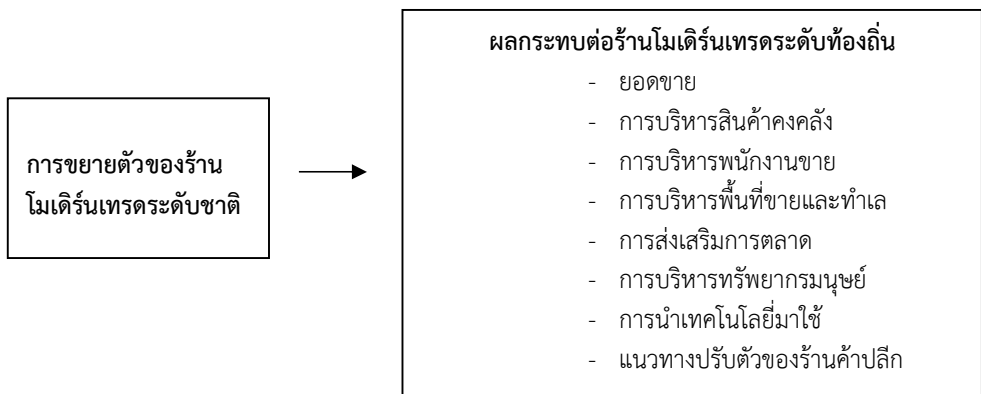 การขยายตัวของร้าน
โมเดิร์นเทรดระดับชาติ
ผลกระทบต่อร้านโมเดิร์นเทรดระดับท้องถิ่น
- ยอดขาย
- การบริหารสินค้าคงคลัง
- การบริหารพนักงานขาย
- การบริหารพื้นที่ขายและทำเล
- การส่งเสริมการตลาด
- การบริหารทรัพยากรมนุษย์
- การนำเทคโนโลยี่มาใช้
- แนวทางปรับตัวของร้านค้าปลีก